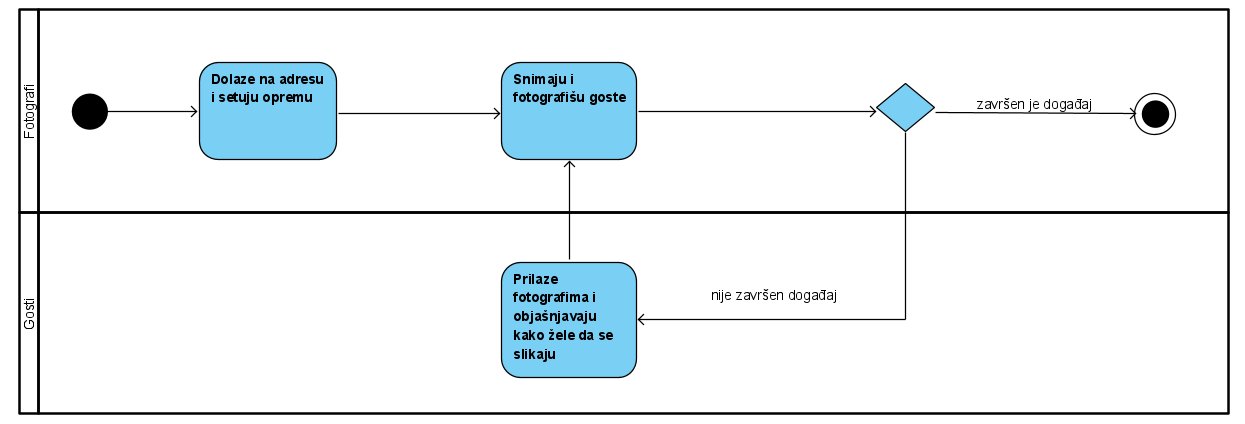 Fotografi
Dolaze na adresu
i setuju opremu
Snimaju i
fotografišu goste
završen je događaj
Gosti
Prilaze
fotografima i
objašnjavaju
kako žele da se
slikaju
nije završen događaj